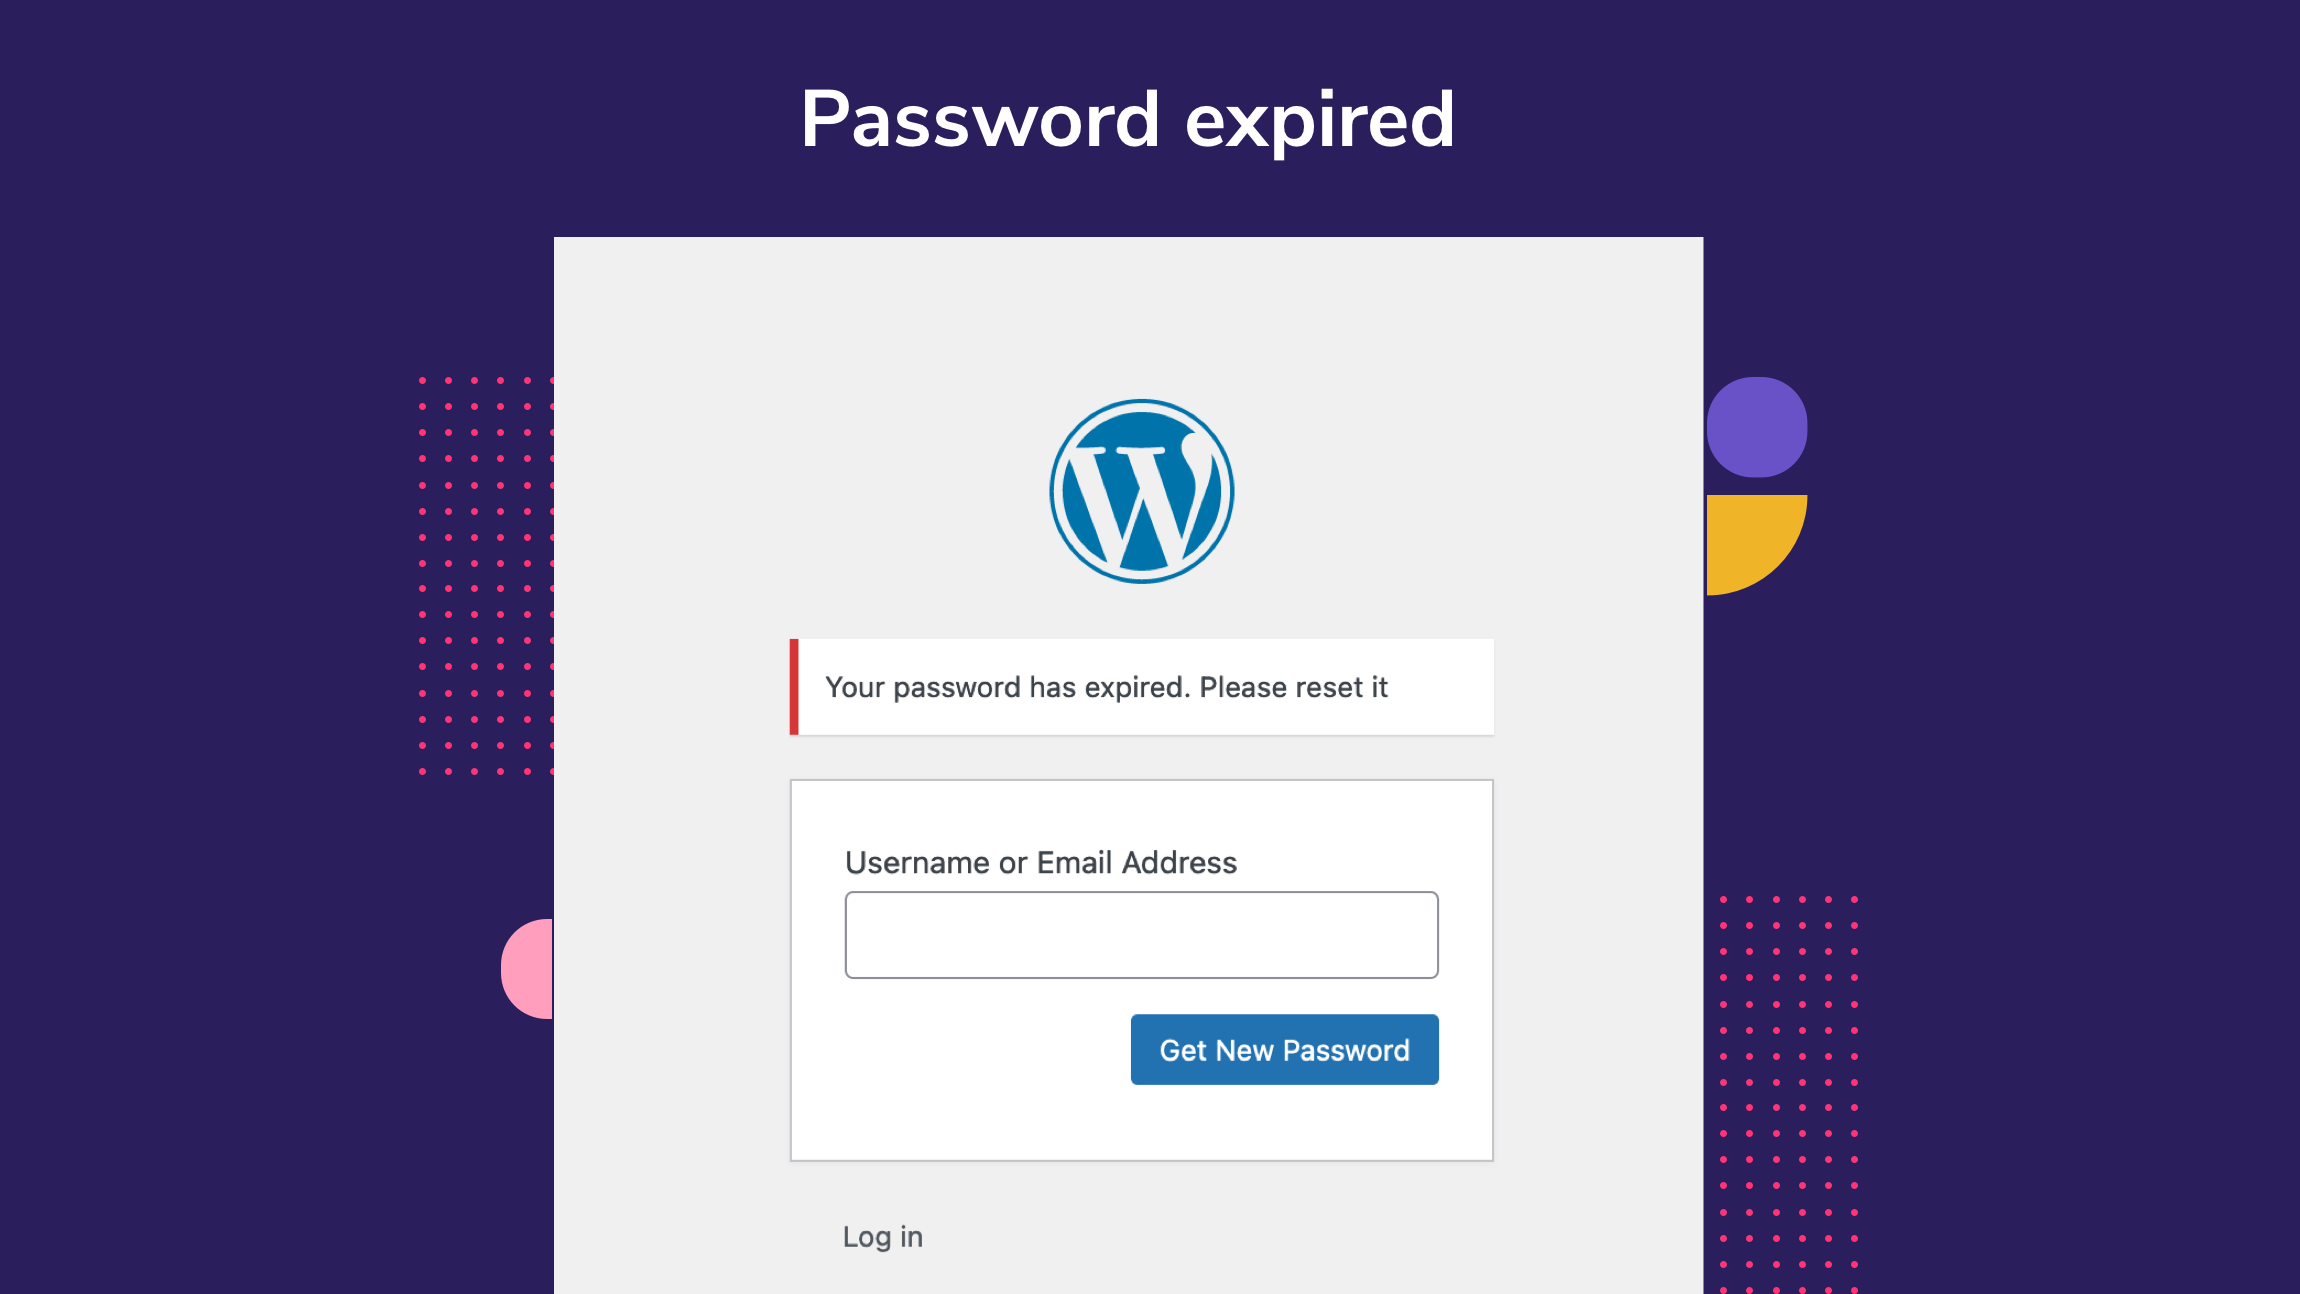 Password expired
Your password has expired. Please reset it
Username or Email Address
Get New Password
Log in